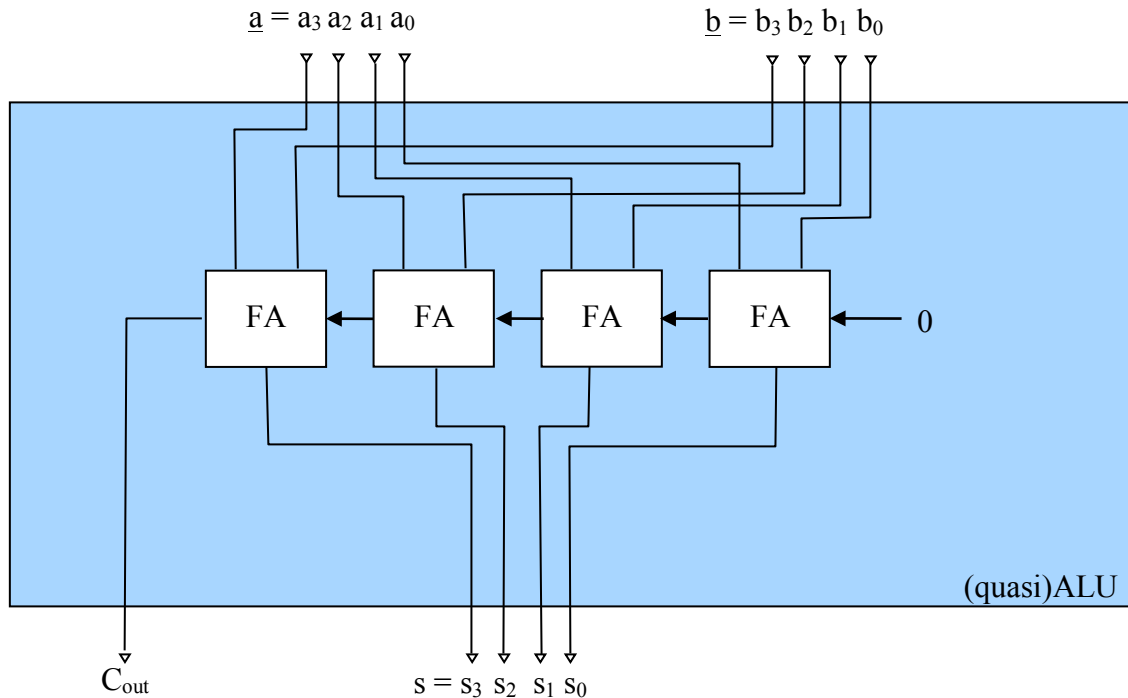 a = a₃ a₂ a₁ a₀ b = b₃ b₂ b₁ b₀
FA FA FA FA 0
(quasi)ALU
Cout s = s₃ s₂ s₁ s₀